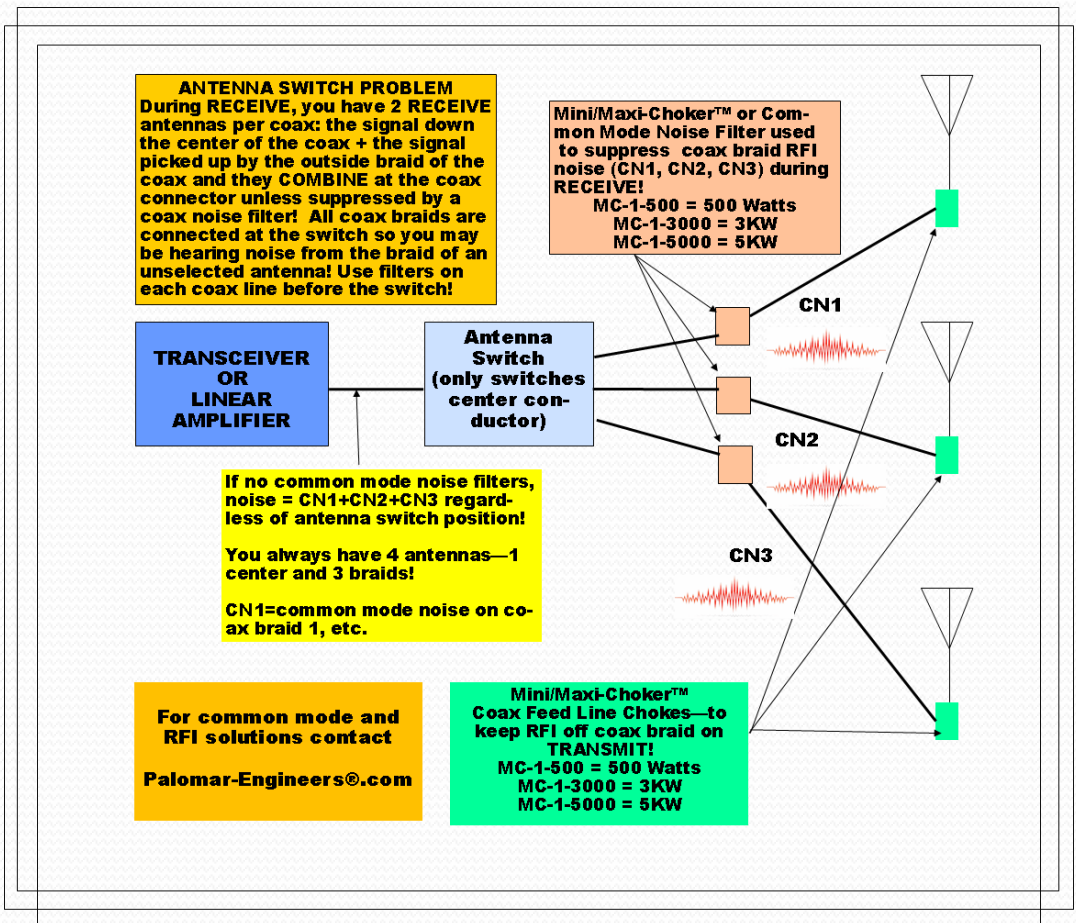 ANTENNA SWITCH PROBLEM
During RECEIVE, you have 2 RECEIVE
antennas per coax: the signal down
the center of the coax + the signal
picked up by the outside braid of the
coax and they COMBINE at the coax
connector unless suppressed by a
coax noise filter!  All coax braids are
connected at the switch so you may
be hearing noise from the braid of an
unselected antenna! Use filters on
each coax line before the switch!
Mini/Maxi-Choker™ or Com-
mon Mode Noise Filter used
to suppress  coax braid RFI
noise (CN1, CN2, CN3) during
RECEIVE!
MC-1-500 = 500 Watts
MC-1-3000 = 3KW
MC-1-5000 = 5KW
TRANSCEIVER
OR
LINEAR
AMPLIFIER
Antenna
Switch
(only switches
center con-
ductor)
CN1
CN2
CN3
If no common mode noise filters,
noise = CN1+CN2+CN3 regard-
less of antenna switch position!
You always have 4 antennas—1
center and 3 braids!
CN1=common mode noise on co-
ax braid 1, etc.
For common mode and
RFI solutions contact
Palomar-Engineers®.com
Mini/Maxi-Choker™
Coax Feed Line Chokes—to
keep RFI off coax braid on
TRANSMIT!
MC-1-500 = 500 Watts
MC-1-3000 = 3KW
MC-1-5000 = 5KW